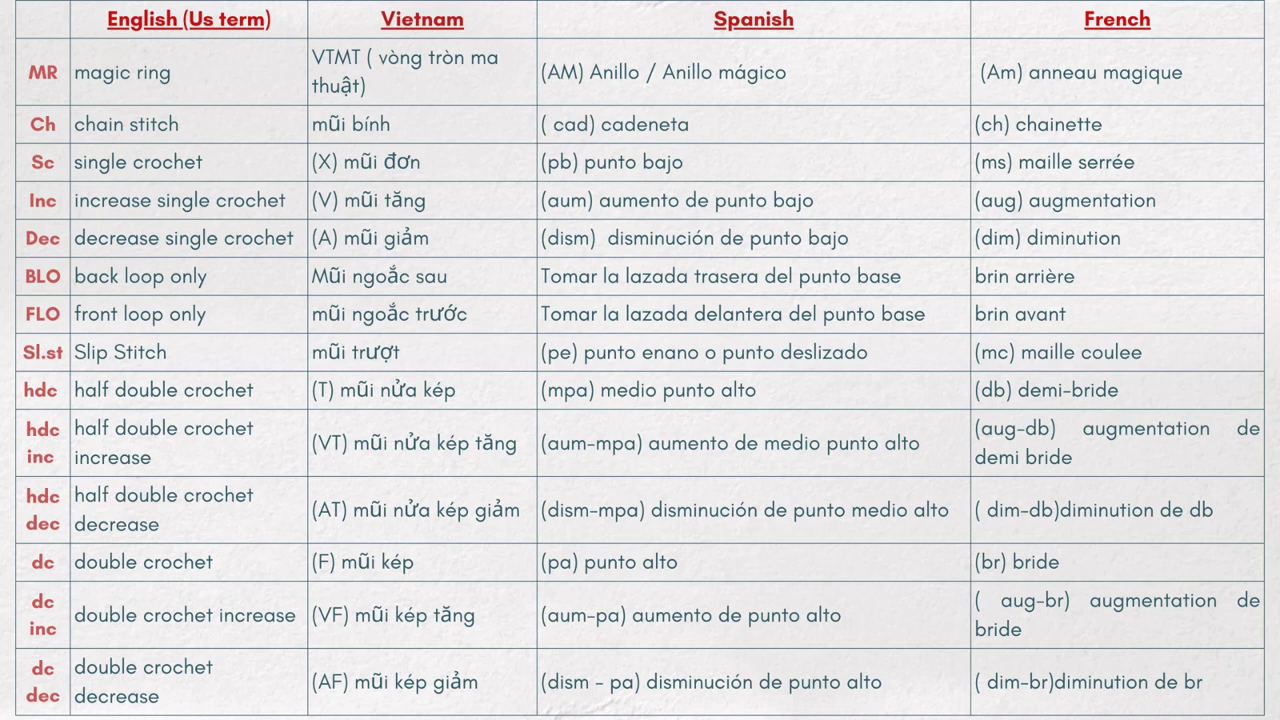 English (Us term) Vietnam Spanish French
MR magic ring VTMT ( vòng tròn ma thuật) (AM) Anillo / Anillo mágico (Am) anneau magique
Ch chain stitch mũi bính (cad) cadeneta (ch) chainette
Sc single crochet (X) mũi đơn (pb) punto bajo (ms) maille serrée
Inc increase single crochet (V) mũi tăng (aum) aumento de punto bajo (aug) augmentation
Dec decrease single crochet (A) mũi giảm (dism) disminución de punto bajo (dim) diminution
BLO back loop only Mũi ngoắc sau Tomar la lazada trasera del punto base brin arrière
FLO front loop only mũi ngoắc trước Tomar la lazada delantera del punto base brin avant
Sl.st Slip Stitch mũi trượt (pe) punto enano o punto deslizado (mc) maille coulee
hdc half double crochet (T) mũi nửa kép (mpa) medio punto alto (db) demi-bride
hdc inc half double crochet increase (VT) mũi nửa kép tăng (aum-mpa) aumento de medio punto alto (aug-db) augmentation de demi bride
hdc dec half double crochet decrease (AT) mũi nửa kép giảm (dism-mpa) disminución de punto medio alto ( dim-db)diminution de db
dc double crochet (F) mũi kép (pa) punto alto (br) bride
dc inc double crochet increase (VF) mũi kép tăng (aum-pa) aumento de punto alto ( aug-br) augmentation de bride
dc dec double crochet decrease (AF) mũi kép giảm (dism - pa) disminución de punto alto ( dim-br)diminution de br